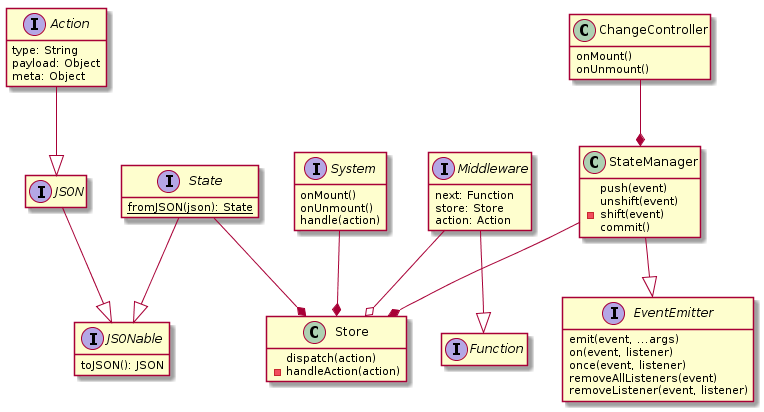 I Action
type: String
payload: Object
meta: Object
C ChangeController
onMount()
onUnmount()
I JS0N
I State
fromJSON(json): State
I System
onMount()
onUnmount()
handle(action)
I Middleware
next: Function
store: Store
action: Action
C StateManager
push(event)
unshift(event)
shift(event)
commit()
I JS0Nable
toJSON(): JSON
C Store
dispatch(action)
handleAction(action)
I Function
I EventEmitter
emit(event, ...args)
on(event, listener)
once(event, listener)
removeAllListeners(event)
removeListener(event, listener)